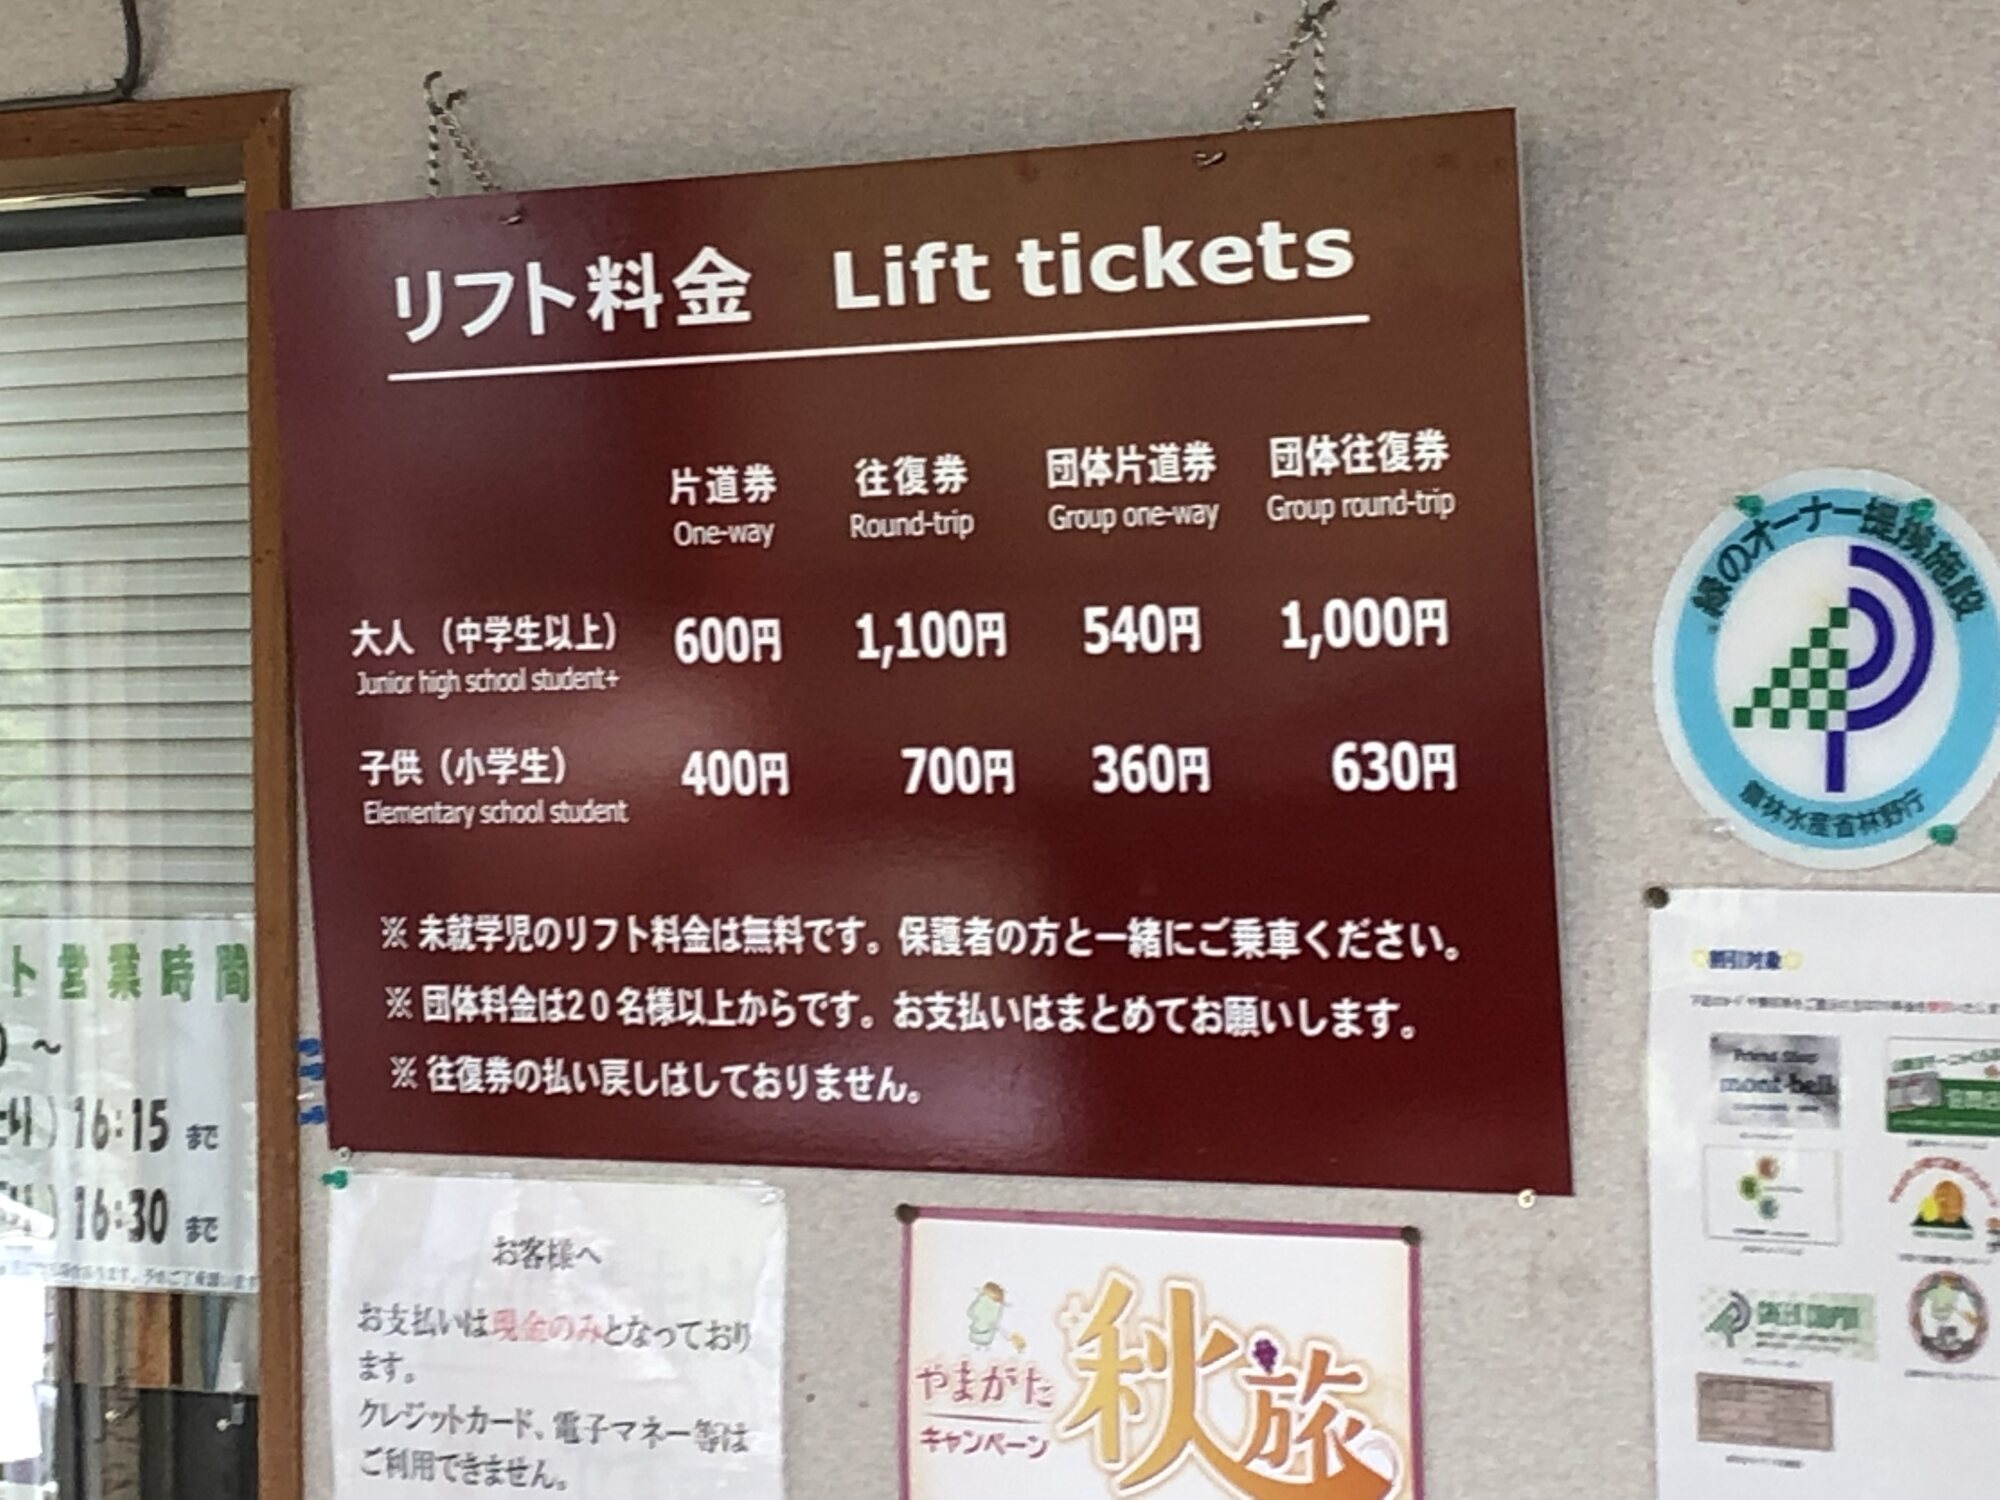 リフト料金 Lift tickets
片道券 往復券 団体片道券 団体往復券
One-way Round-trip Group one-way Group round-trip
大人 （中学生以上） 600円 1,100円 540円 1,000円
Junior high school student+
子供（小学生） 400円 700円 360円 630円
Elementary school student
※ 未就学児のリフト料金は無料です。保護者の方と一緒にご乗車ください。
※ 団体料金は20名様以上からです。お支払いはまとめてお願いします。
※ 往復券の払い戻しはしておりません。
ト営業時間
0 ～
16:15 まで
16:30 まで
お客様へ
お支払いは現金のみとなっており
ます。
クレジットカード、電子マネー等は
ご利用できません。
やまがた
キャンペーン
秋旅
緑のオーナー提携施設
農林水産省林野庁
割引対象
mont-bell